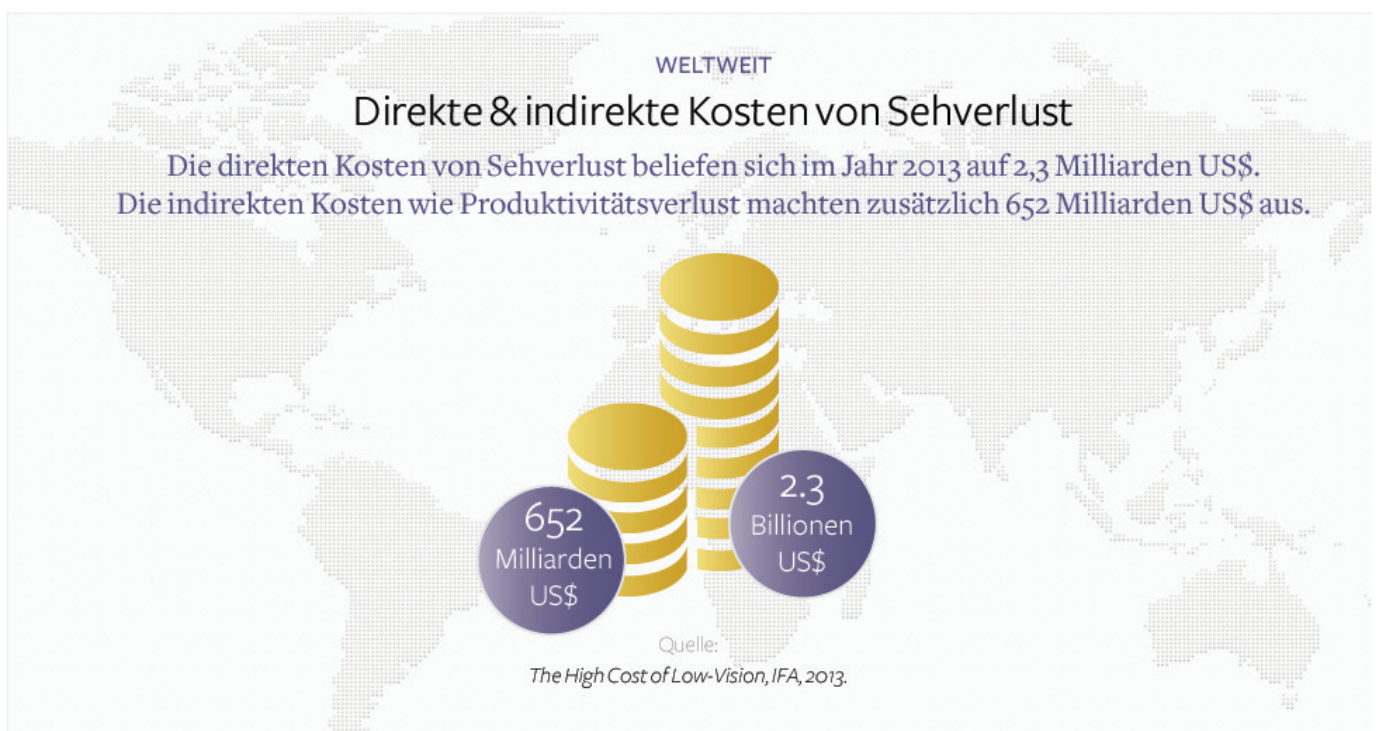 WELTWEIT
Direkte & indirekte Kosten von Sehverlust
Die direkten Kosten von Sehverlust beliefen sich im Jahr 2013 auf 2,3 Milliarden US$.
Die indirekten Kosten wie Produktivitätsverlust machten zusätzlich 652 Milliarden US$ aus.
652
Milliarden
US$
2.3
Billionen
US$
Quelle:
The High Cost of Low-Vision, IFA, 2013.